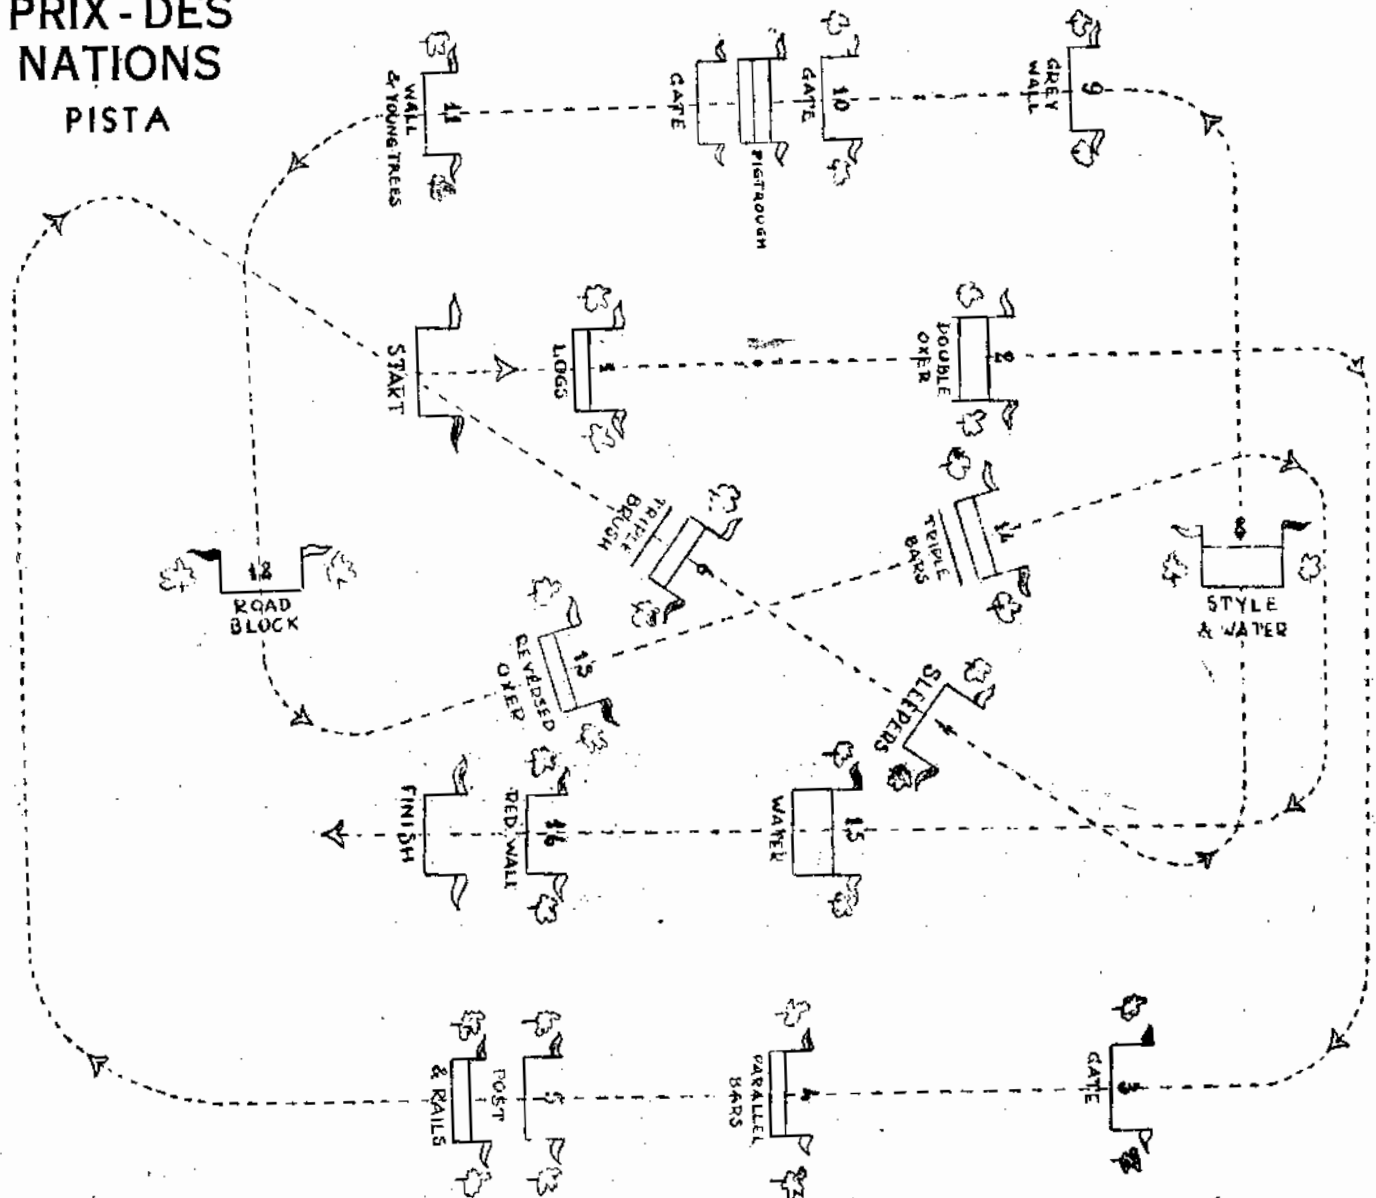 PRIX - DES
NATIONS
PISTA
11
WALL
& YOUNG TREES
GATE
PIGTROUGH
GATE
10
GREY
WALL
9
START
LOGS
1
DOUBLE
OXER
2
TRIPLE
BRUSH
6
TRIPLE
BARS
14
8
STYLE
& WATER
12
ROAD
BLOCK
REVERSED
OXER
13
SLEEPERS
7
FINISH
RED WALL
16
WATER
15
POST
& RAILS
5
PARALLEL
BARS
4
GATE
3